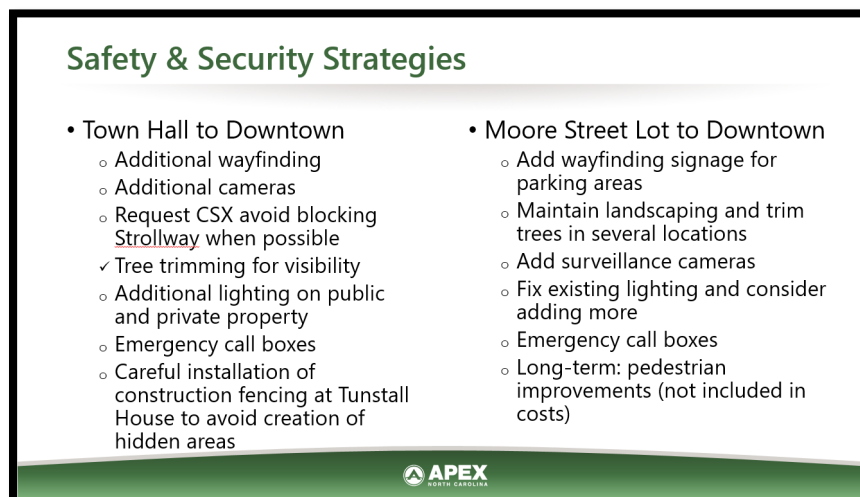 Safety & Security Strategies
• Town Hall to Downtown
o Additional wayfinding
o Additional cameras
o Request CSX avoid blocking
Strollway when possible
✓ Tree trimming for visibility
o Additional lighting on public
and private property
o Emergency call boxes
o Careful installation of
construction fencing at Tunstall
House to avoid creation of
hidden areas
• Moore Street Lot to Downtown
o Add wayfinding signage for
parking areas
o Maintain landscaping and trim
trees in several locations
o Add surveillance cameras
o Fix existing lighting and consider
adding more
o Emergency call boxes
o Long-term: pedestrian
improvements (not included in
costs)
APEX
NORTH CAROLINA